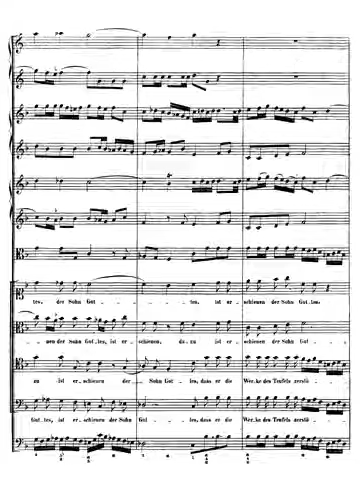 tes, der Sohn Got - - - - tes, ist er - schienen der Sohn Got - tes
nen der Sohn Got - tes, ist er - schienen, da - zu ist er - schienen der Sohn Got -
zu ist er - schienen der Sohn Got - tes, dass er die Wer - ke des Teufels zerstö -
Got - tes, ist er - schienen der Sohn Got - - tes, dass er die Wer - ke des Teufels zerstö -